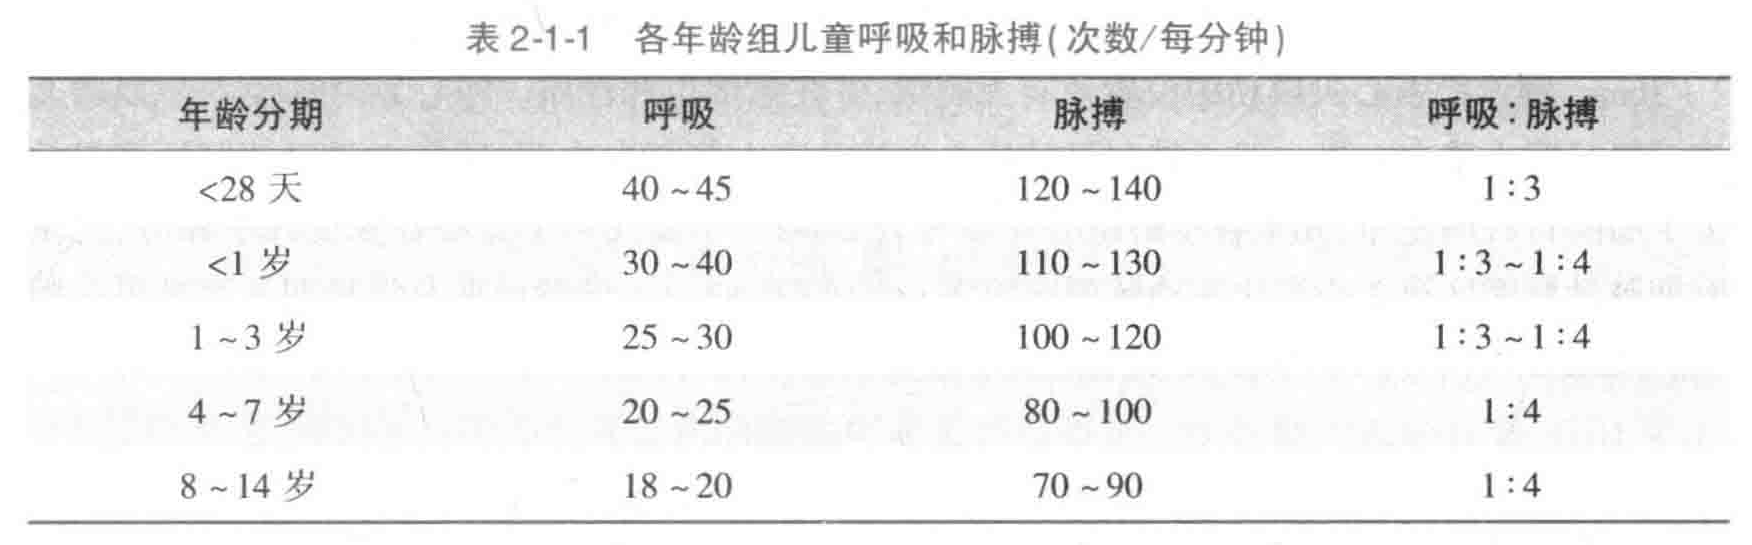 表 2-1-1 各年龄组儿童呼吸和脉搏(次数/每分钟)
年龄分期 呼吸 脉搏 呼吸:脉搏
<28 天 40~45 120~140 1:3
<1 岁 30~40 110~130 1:3~1:4
1~3 岁 25~30 100~120 1:3~1:4
4~7 岁 20~25 80~100 1:4
8~14 岁 18~20 70~90 1:4